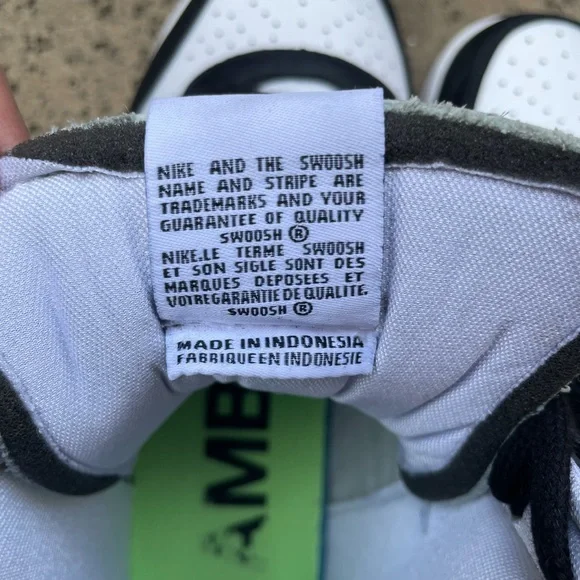 NIKE AND THE SWOOSH
NAME AND STRIPE ARE
TRADEMARKS AND YOUR
GUARANTEE OF QUALITY
SWOOSH ®
NIKE.LE TERME SWOOSH
ET SON SIGLE SONT DES
MARQUES DEPOSEES ET
VOTREGARANTIE DE QUALITE.
SWOOSH ®
MADE IN INDONESIA
FABRIQUEEN INDONESIE
AMB